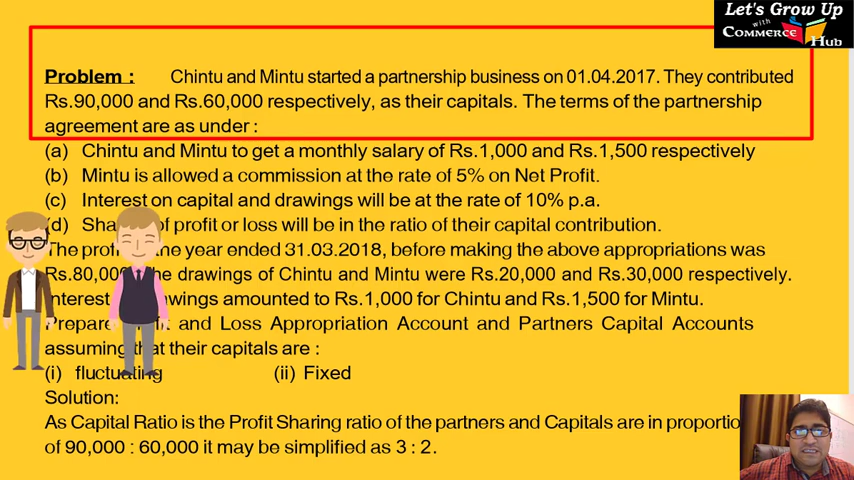 Let's Grow Up
with
COMMERCE Hub
Problem : Chintu and Mintu started a partnership business on 01.04.2017. They contributed
Rs.90,000 and Rs.60,000 respectively, as their capitals. The terms of the partnership
agreement are as under :
(a) Chintu and Mintu to get a monthly salary of Rs.1,000 and Rs.1,500 respectively
(b) Mintu is allowed a commission at the rate of 5% on Net Profit.
(c) Interest on capital and drawings will be at the rate of 10% p.a.
(d) of profit or loss will be in the ratio of their capital contribution.
The year ended 31.03.2018, before making the above appropriations was
Rs.80,000 drawings of Chintu and Mintu were Rs.20,000 and Rs.30,000 respectively.
Interest amounted to Rs.1,000 for Chintu and Rs.1,500 for Mintu.
Prepare and Loss Appropriation Account and Partners Capital Accounts
assuming that their capitals are :
(i) fluctuating (ii) Fixed
Solution:
As Capital Ratio is the Profit Sharing ratio of the partners and Capitals are in
of 90,000 : 60,000 it may be simplified as 3 : 2.